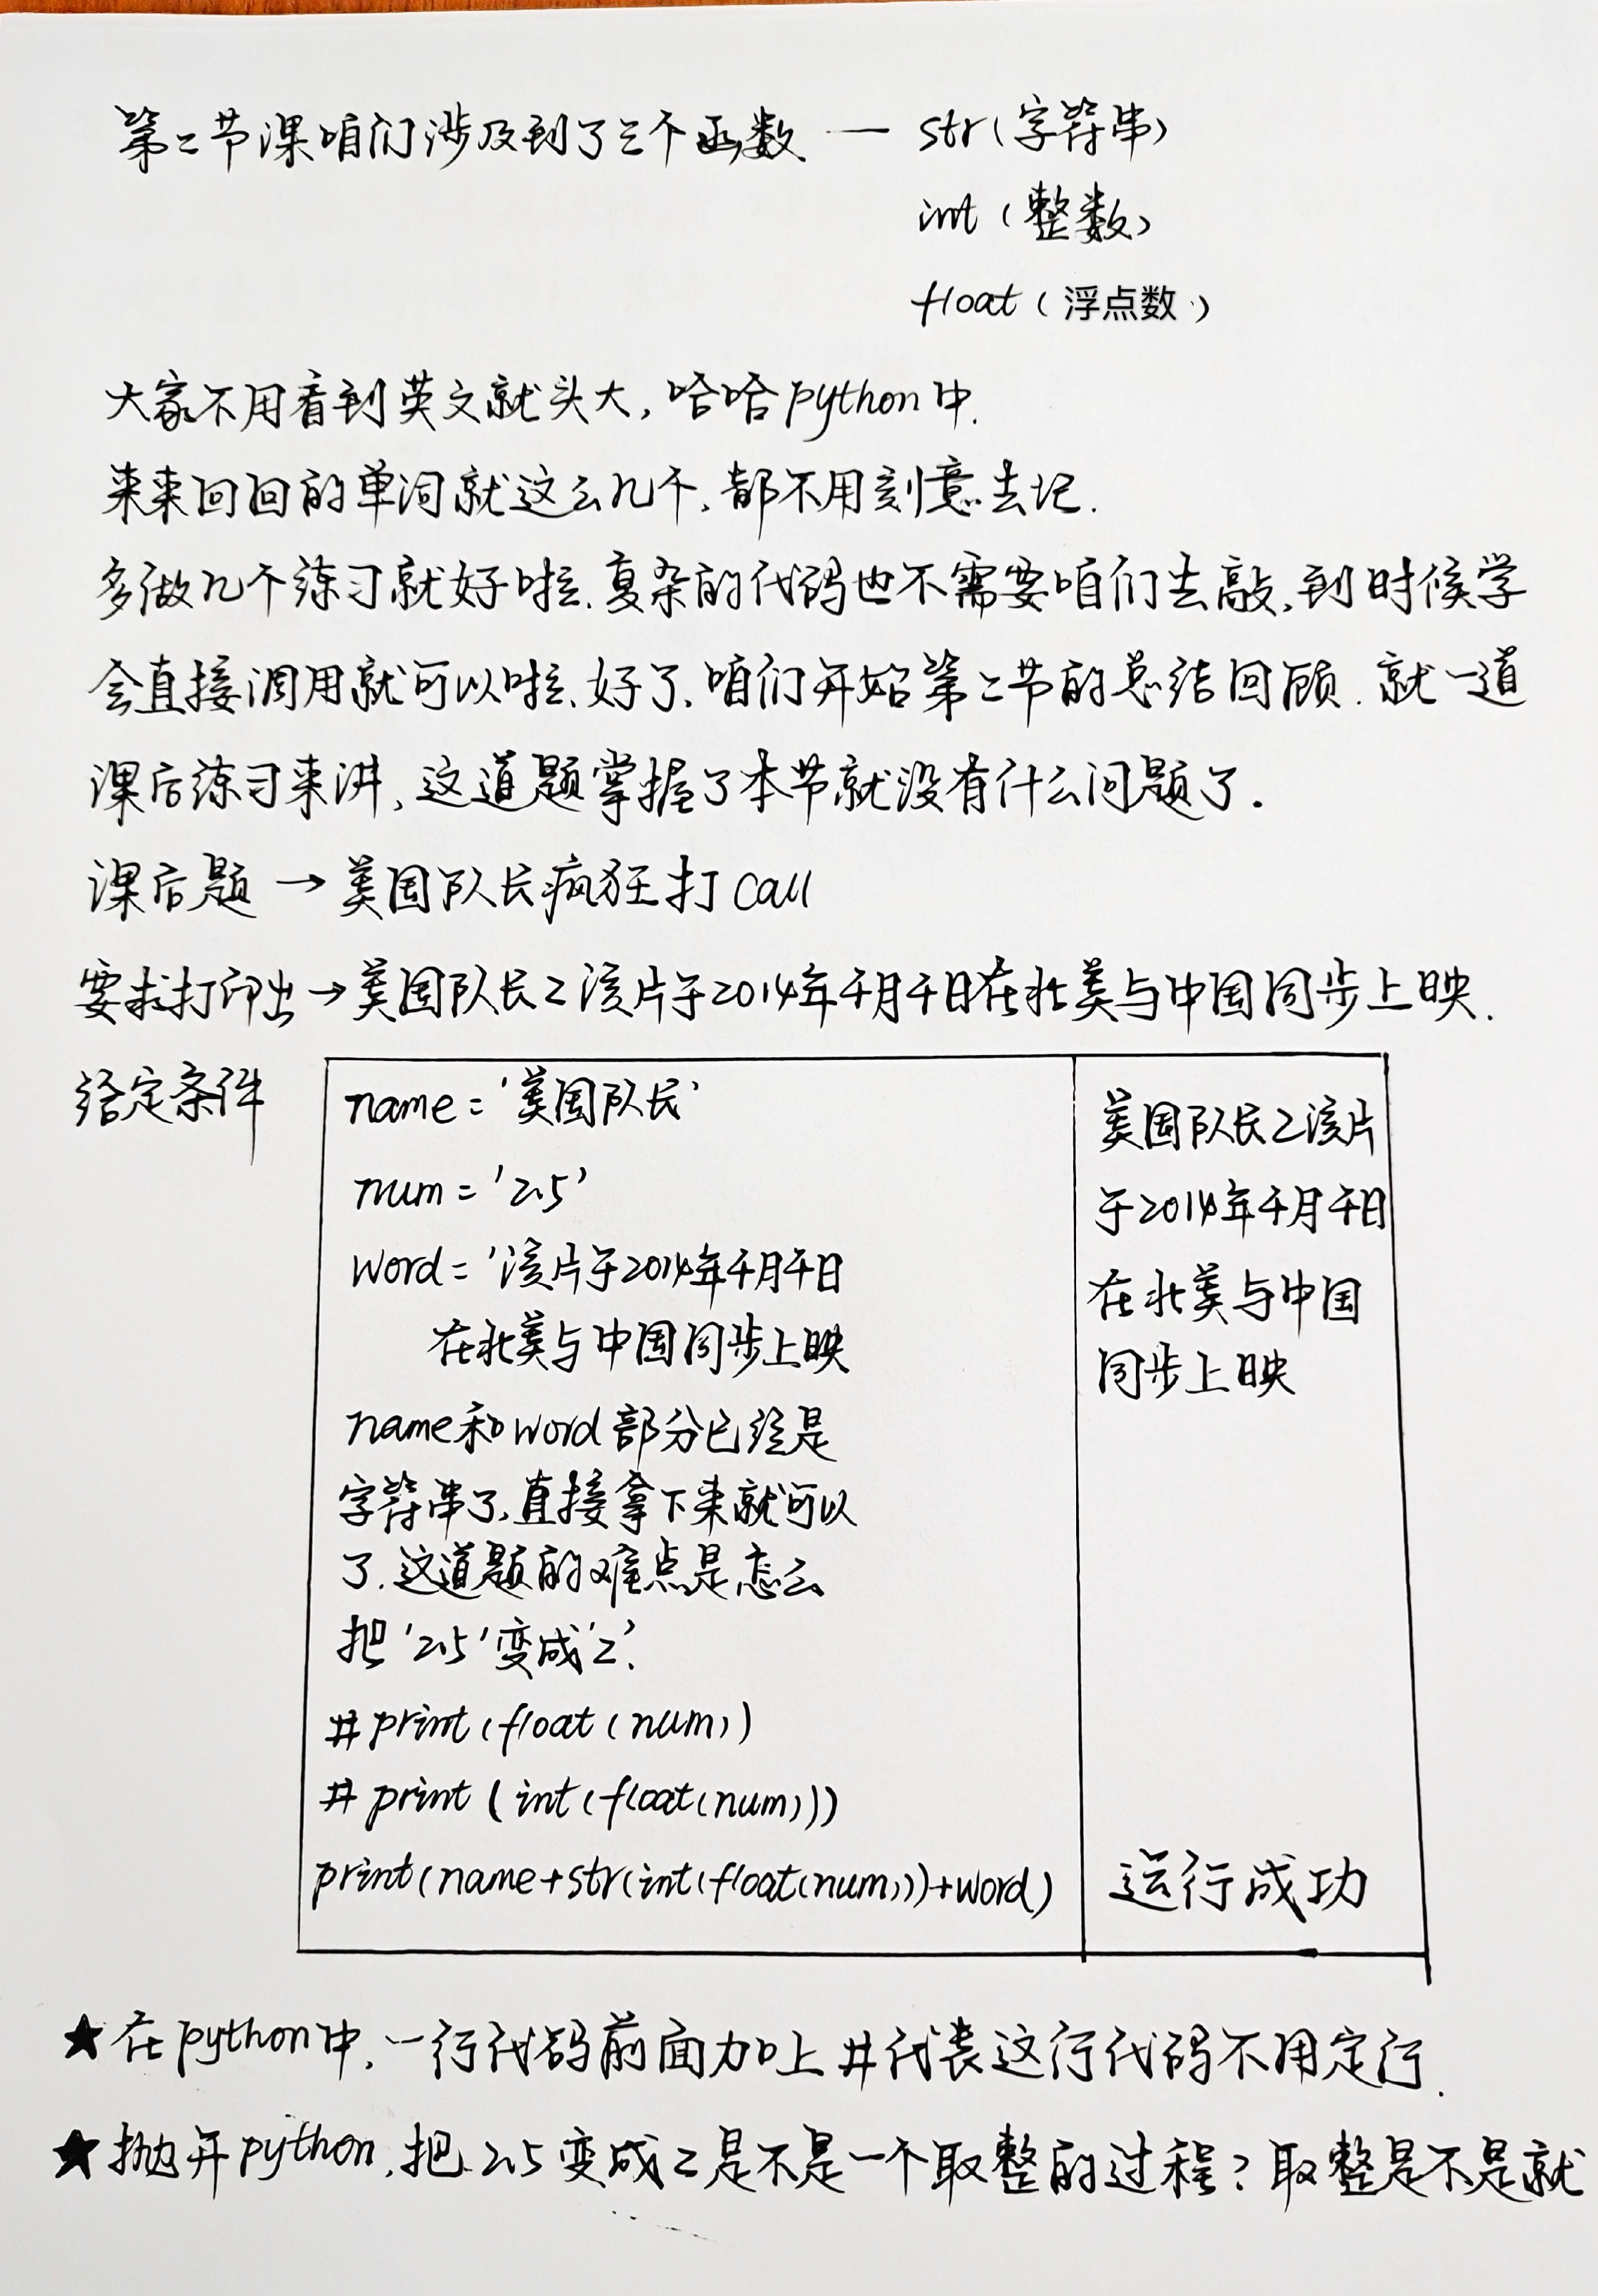 第二节课咱们涉及到了三个函数 — str(字符串)
int(整数)
float(浮点数)
大家不用看到英文就头大,哈哈python中.
来来回回的单词就这么几个,都不用刻意去记.
多做几个练习就好啦.复杂的代码也不需要咱们去敲,到时候学
会直接调用就可以啦.好了,咱们开始第二节的总结回顾.就一道
课后练习来讲,这道题掌握了本节就没有什么问题了.
课后题→美国队长疯狂打call
要求打印出→美国队长2该片于2014年4月4日在北美与中国同步上映.
给定条件
name='美国队长'
num='2.5'
word='该片于2014年4月4日
在北美与中国同步上映
name和word部分已经是
字符串了,直接拿下来就可以
了.这道题的难点是怎么
把'2.5'变成'2'.
#print(float(num))
#print(int(float(num)))
print(name+str(int(float(num)))+word)
美国队长2该片
于2014年4月4日
在北美与中国
同步上映
运行成功
★在python中,一行代码前面加上#代表这行代码不用运行.
★抛开python,把2.5变成2是不是一个取整的过程?取整是不是就